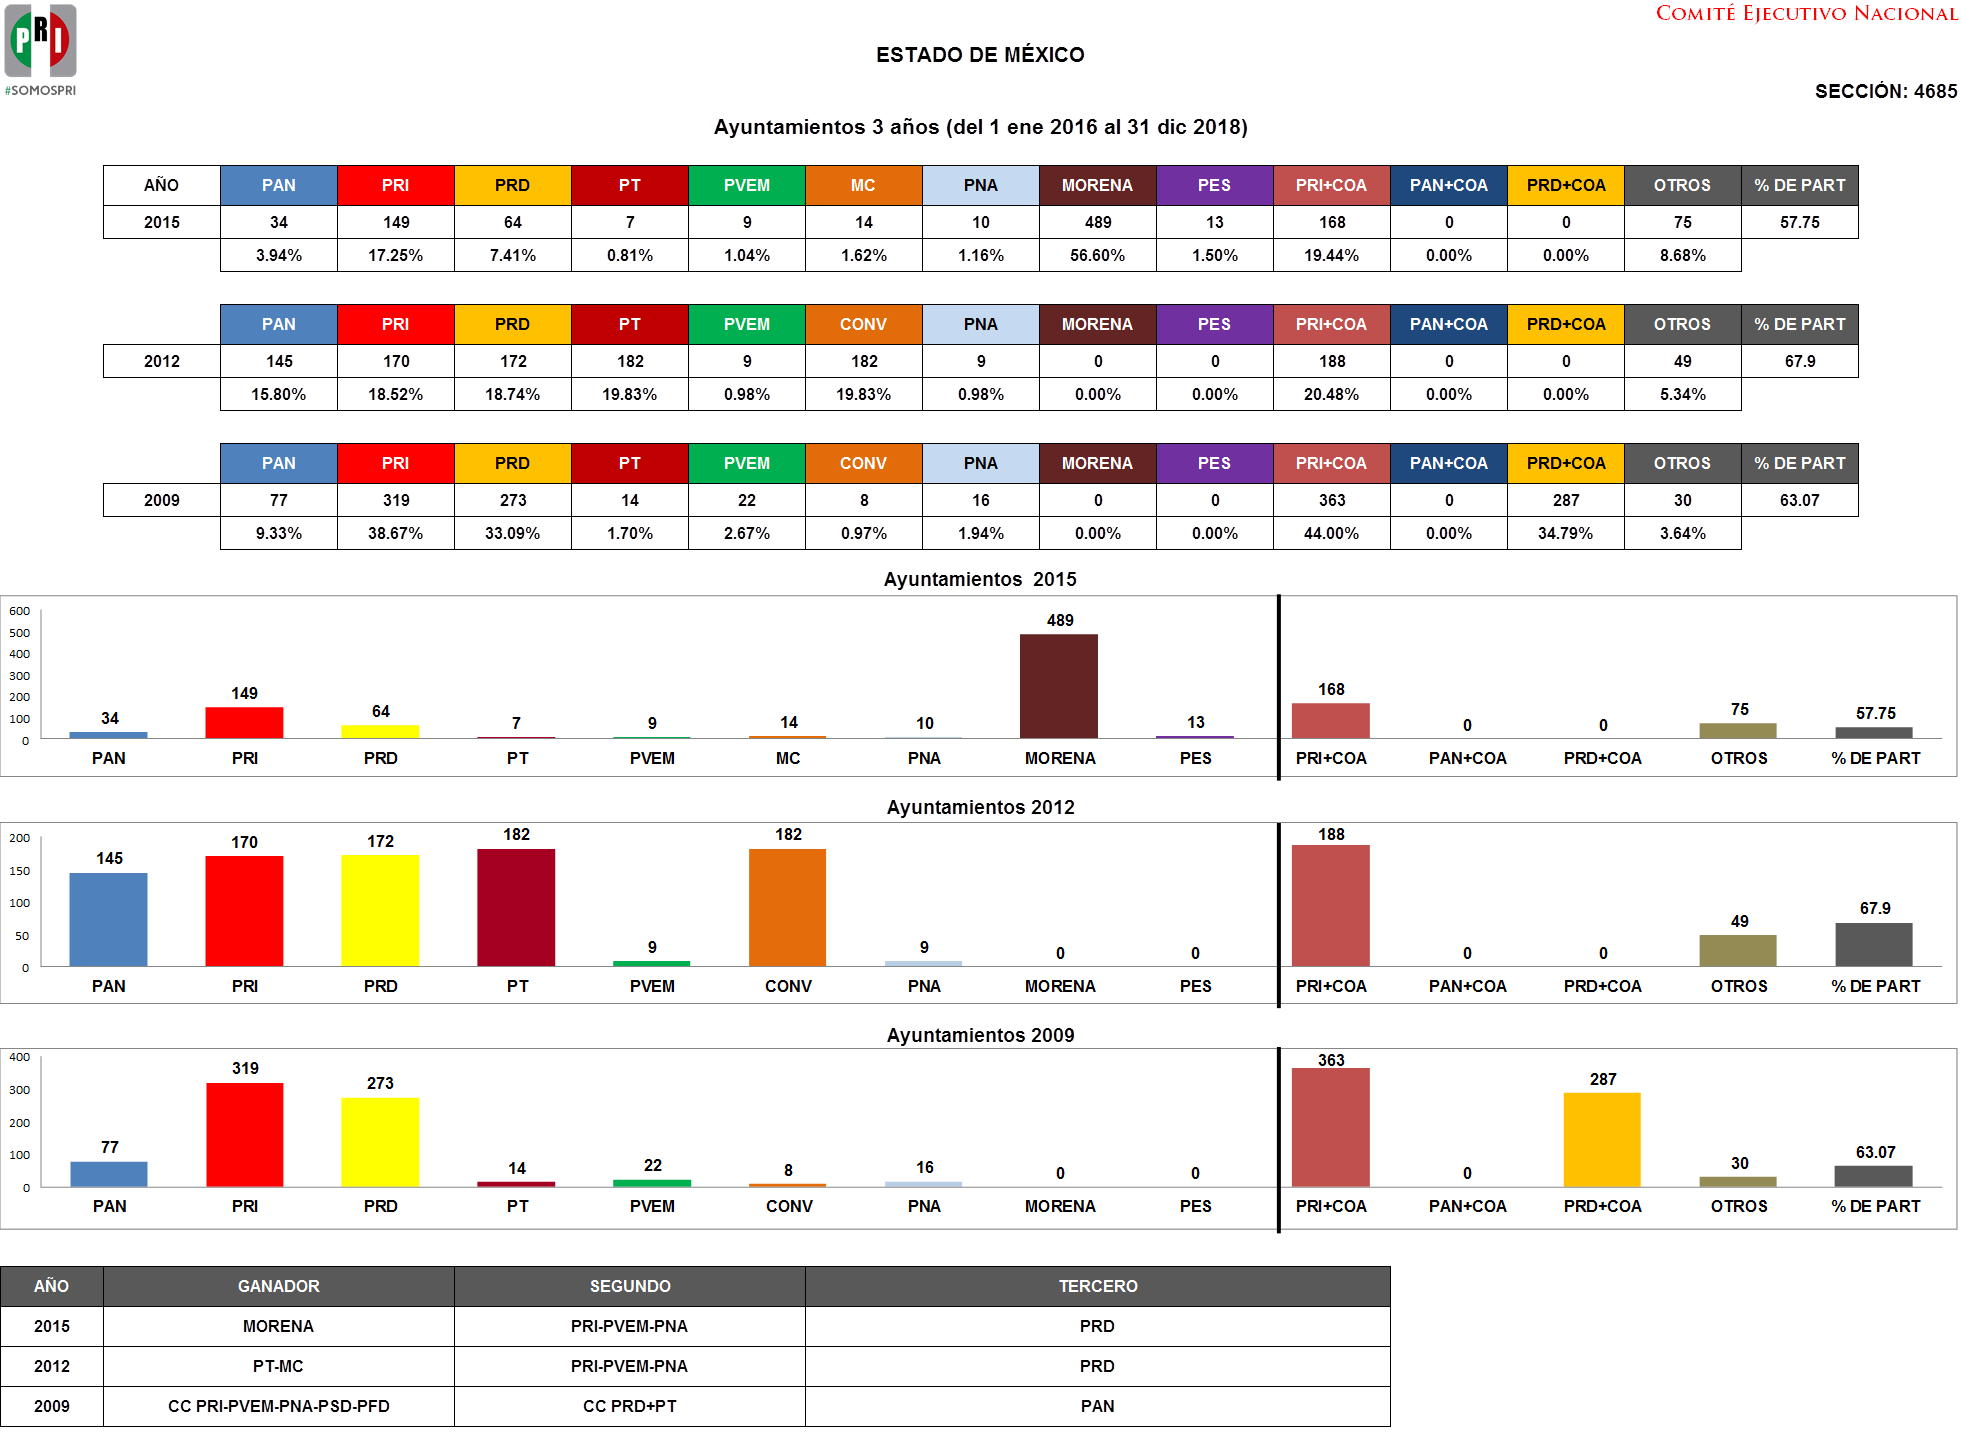 COMITÉ EJECUTIVO NACIONAL
PRI
#SOMOSPRI
ESTADO DE MÉXICO
SECCIÓN: 4685
Ayuntamientos 3 años (del 1 ene 2016 al 31 dic 2018)
AÑO PAN PRI PRD PT PVEM MC PNA MORENA PES PRI+COA PAN+COA PRD+COA OTROS % DE PART
2015 34 149 64 7 9 14 10 489 13 168 0 0 75 57.75
3.94% 17.25% 7.41% 0.81% 1.04% 1.62% 1.16% 56.60% 1.50% 19.44% 0.00% 0.00% 8.68%
PAN PRI PRD PT PVEM CONV PNA MORENA PES PRI+COA PAN+COA PRD+COA OTROS % DE PART
2012 145 170 172 182 9 182 9 0 0 188 0 0 49 67.9
15.80% 18.52% 18.74% 19.83% 0.98% 19.83% 0.98% 0.00% 0.00% 20.48% 0.00% 0.00% 5.34%
PAN PRI PRD PT PVEM CONV PNA MORENA PES PRI+COA PAN+COA PRD+COA OTROS % DE PART
2009 77 319 273 14 22 8 16 0 0 363 0 287 30 63.07
9.33% 38.67% 33.09% 1.70% 2.67% 0.97% 1.94% 0.00% 0.00% 44.00% 0.00% 34.79% 3.64%
Ayuntamientos 2015
600
500
400
300
200
100
0
34 149 64 7 9 14 10 489 13 168 0 0 75 57.75
PAN PRI PRD PT PVEM MC PNA MORENA PES PRI+COA PAN+COA PRD+COA OTROS % DE PART
Ayuntamientos 2012
200
150
100
50
0
145 170 172 182 9 182 9 0 0 188 0 0 49 67.9
PAN PRI PRD PT PVEM CONV PNA MORENA PES PRI+COA PAN+COA PRD+COA OTROS % DE PART
Ayuntamientos 2009
400
300
200
100
0
77 319 273 14 22 8 16 0 0 363 0 287 30 63.07
PAN PRI PRD PT PVEM CONV PNA MORENA PES PRI+COA PAN+COA PRD+COA OTROS % DE PART
AÑO GANADOR SEGUNDO TERCERO
2015 MORENA PRI-PVEM-PNA PRD
2012 PT-MC PRI-PVEM-PNA PRD
2009 CC PRI-PVEM-PNA-PSD-PFD CC PRD+PT PAN